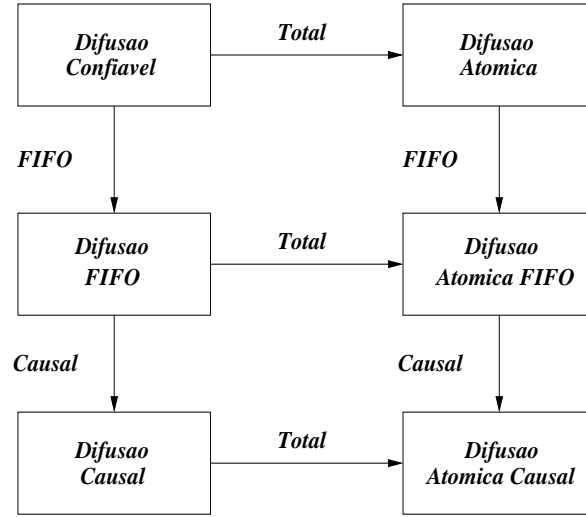 Difusao
Confiavel
Total
Difusao
Atomica
FIFO
FIFO
Difusao
FIFO
Total
Difusao
Atomica FIFO
Causal
Causal
Difusao
Causal
Total
Difusao
Atomica Causal